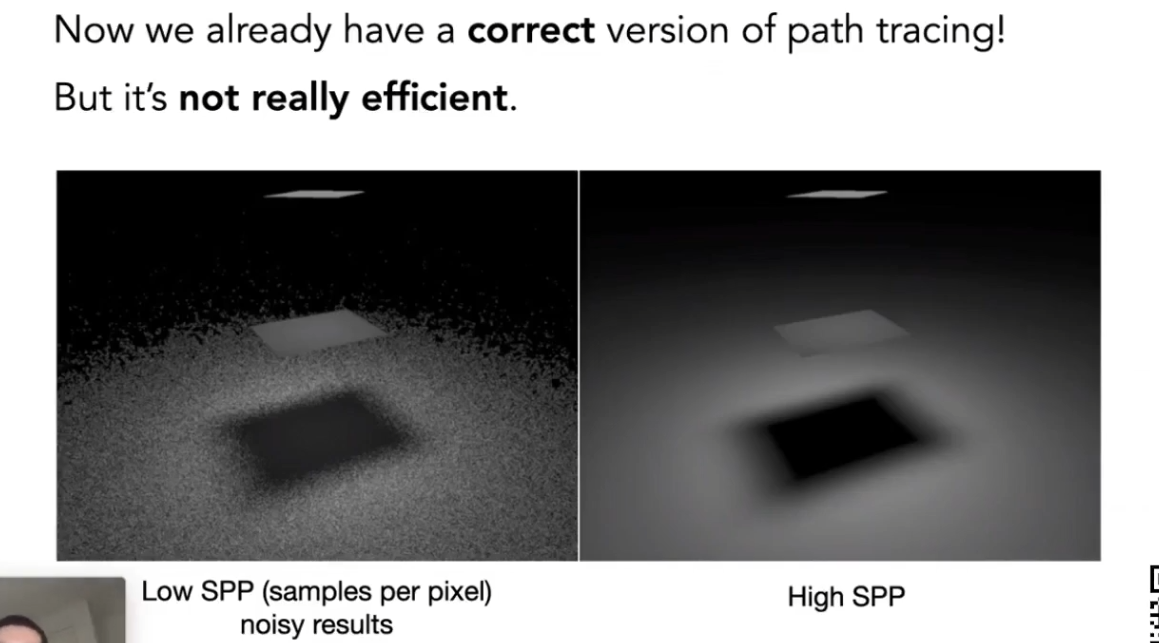 Now we already have a correct version of path tracing!
But it's not really efficient.
Low SPP (samples per pixel)
noisy results
High SPP